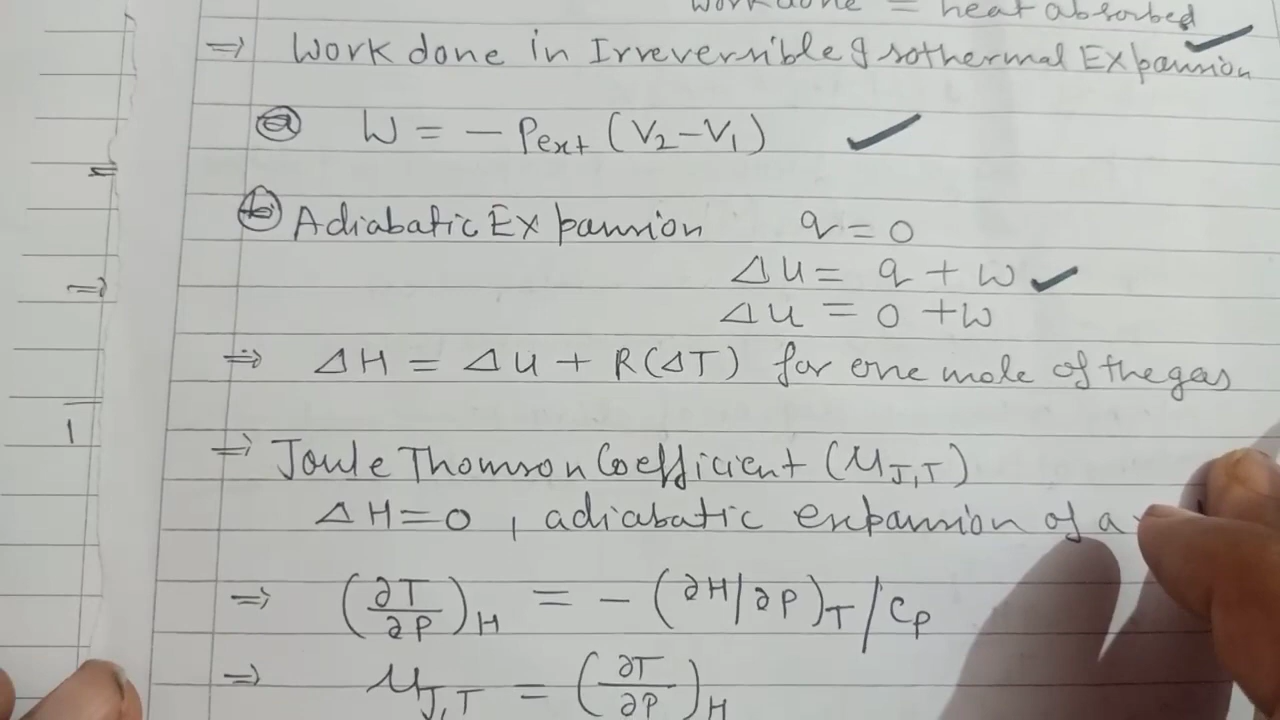 work done = heat absorbed
⇒ Work done in Irreversible Isothermal Expansion
ⓐ W = - Pext (V₂-V₁)
ⓑ Adiabatic Expansion q = 0
ΔU = q + w
ΔU = 0 + w
⇒ ΔH = ΔU + R(ΔT) for one mole of the gas
⇒ Joule Thomson Coefficient (μJ,T)
ΔH = 0, adiabatic expansion of a
⇒ (∂T/∂P)H = - (∂H/∂P)T/CP
⇒ μJ,T = (∂T/∂P)H